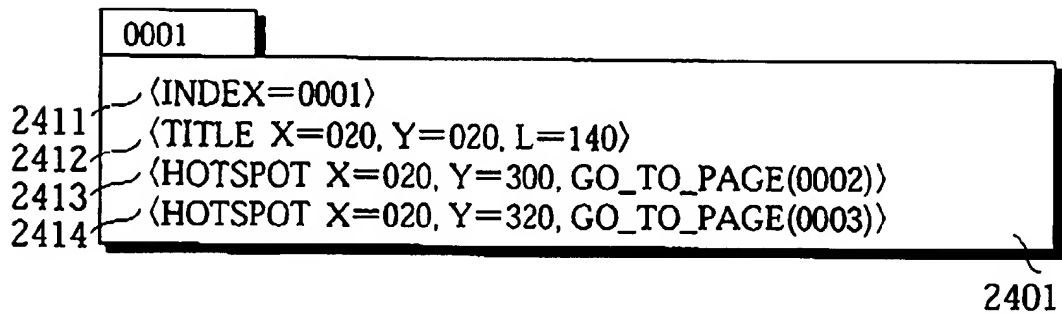 0001
2411 〈INDEX=0001〉
2412 〈TITLE X=020, Y=020, L=140〉
2413 〈HOTSPOT X=020, Y=300, GO_TO_PAGE(0002)〉
2414 〈HOTSPOT X=020, Y=320, GO_TO_PAGE(0003)〉
2401